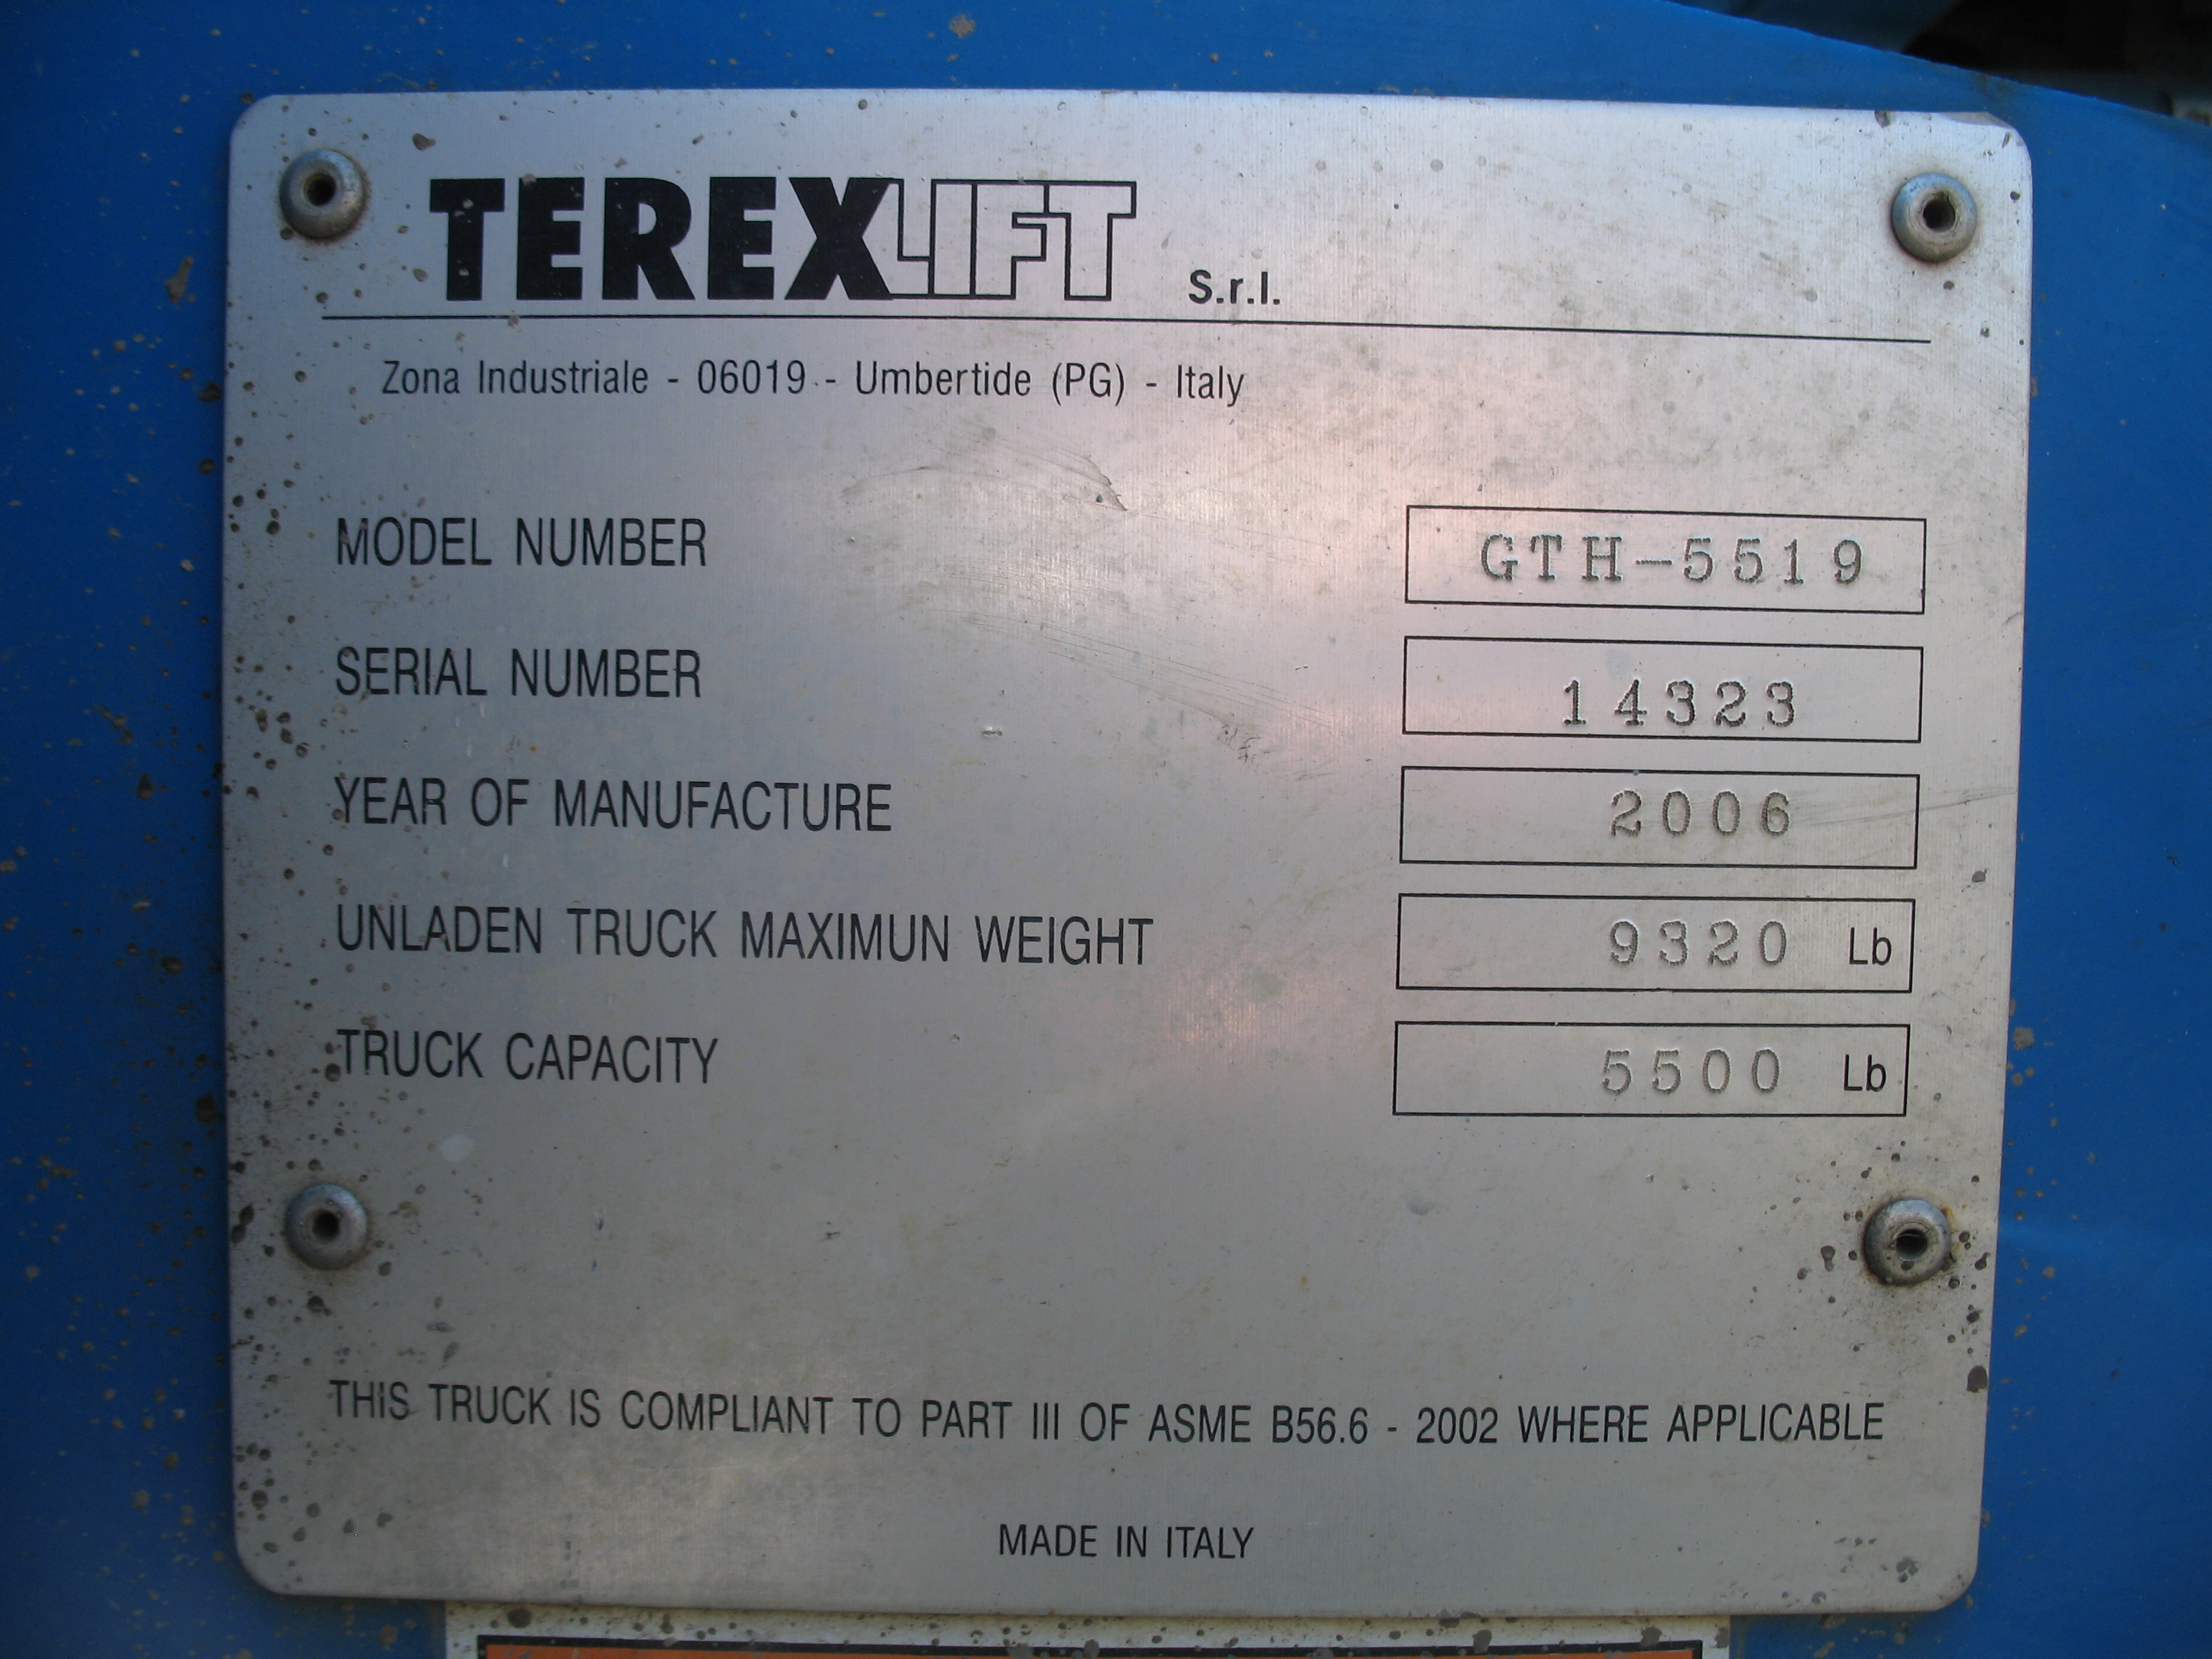 TEREXLIFT S.r.l.
Zona Industriale - 06019 - Umbertide (PG) - Italy
MODEL NUMBER GTH-5519
SERIAL NUMBER 14323
YEAR OF MANUFACTURE 2006
UNLADEN TRUCK MAXIMUN WEIGHT 9320 Lb
TRUCK CAPACITY 5500 Lb
THIS TRUCK IS COMPLIANT TO PART III OF ASME B56.6 - 2002 WHERE APPLICABLE
MADE IN ITALY